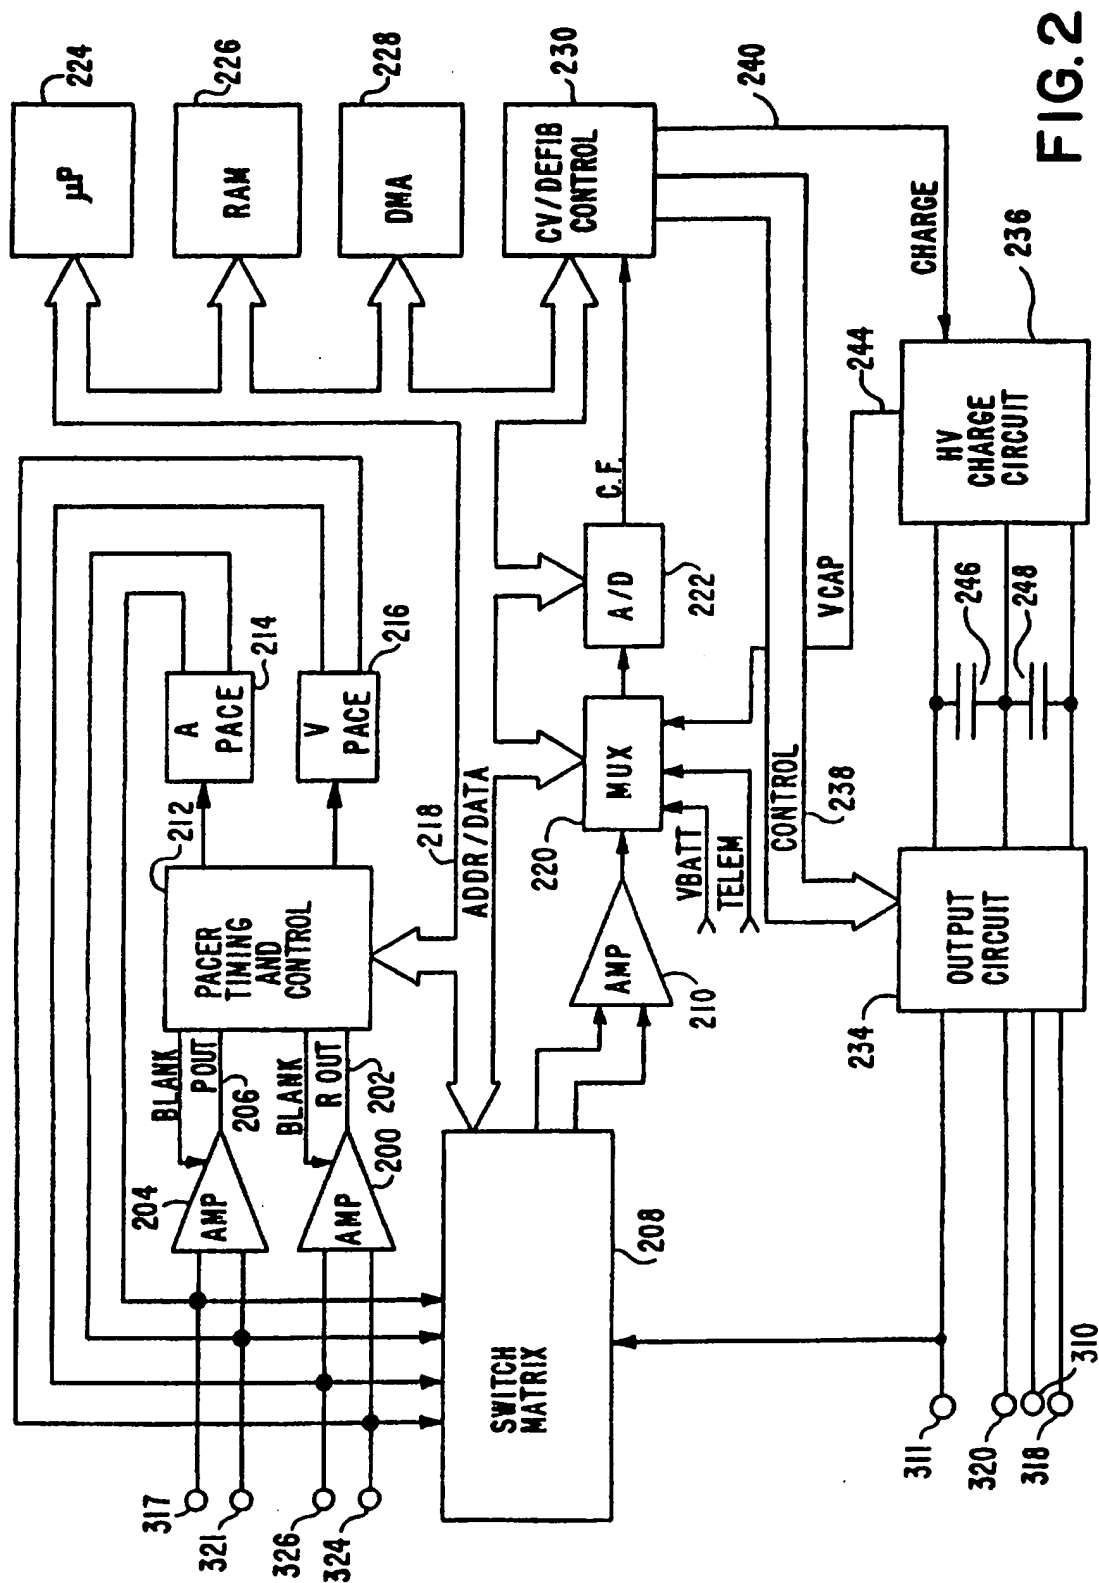 317
321
326
324
204
AMP
BLANK
POUT
206
AMP
200
BLANK
R OUT
202
PACER
TIMING
AND
CONTROL
212
A
PACE
214
V
PACE
216
μP
224
RAM
226
DMA
228
CV/DEFIB
CONTROL
230
218
ADDR/DATA
SWITCH
MATRIX
208
AMP
210
MUX
220
A/D
222
C.F.
VBATT
TELEM
CONTROL
238
VCAP
244
240
CHARGE
HV
CHARGE
CIRCUIT
236
246
248
OUTPUT
CIRCUIT
234
311
320
318
310
FIG. 2